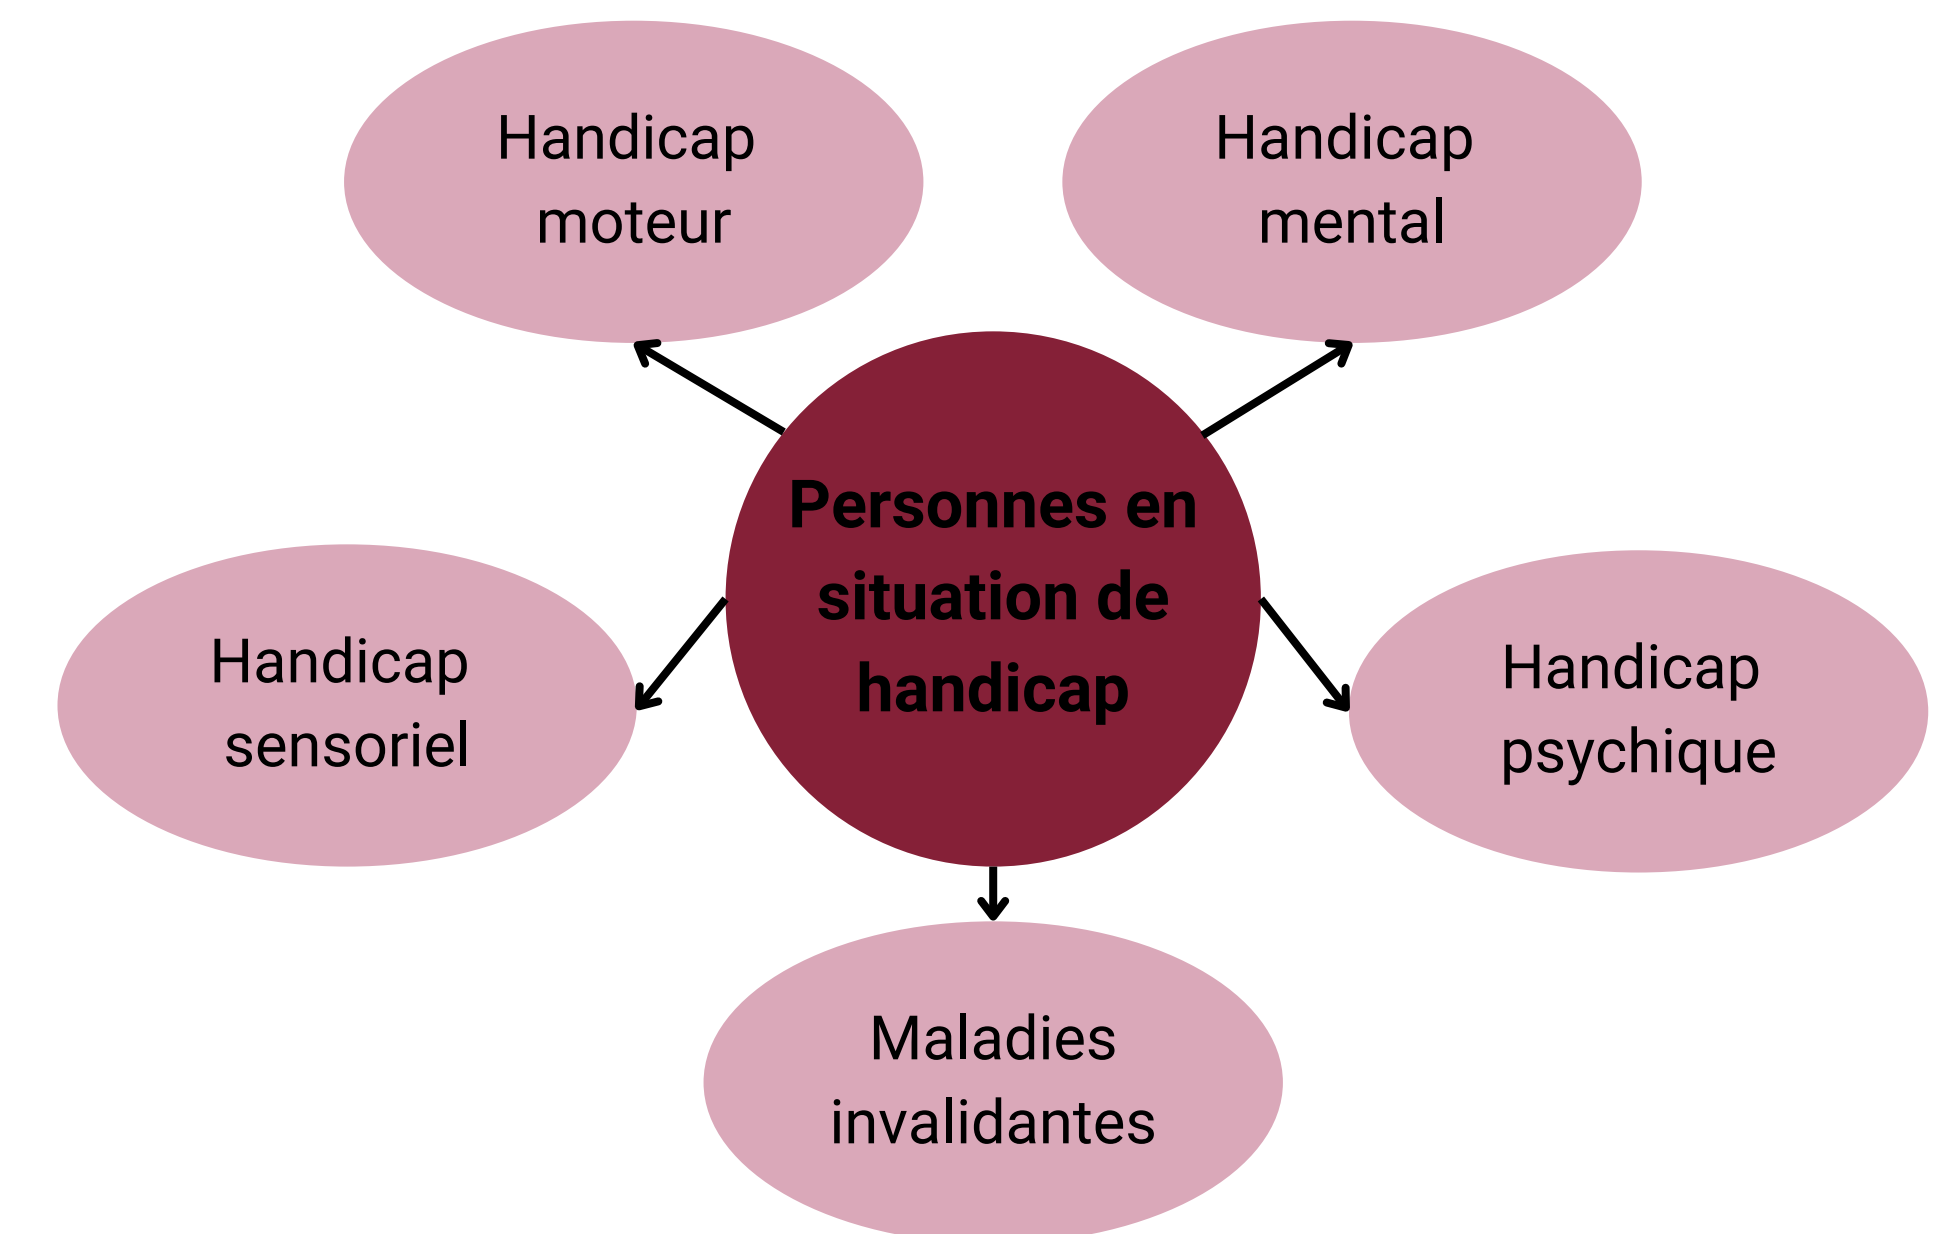 Handicap
moteur
Handicap
mental
Personnes en
situation de
handicap
Handicap
sensoriel
Handicap
psychique
Maladies
invalidantes